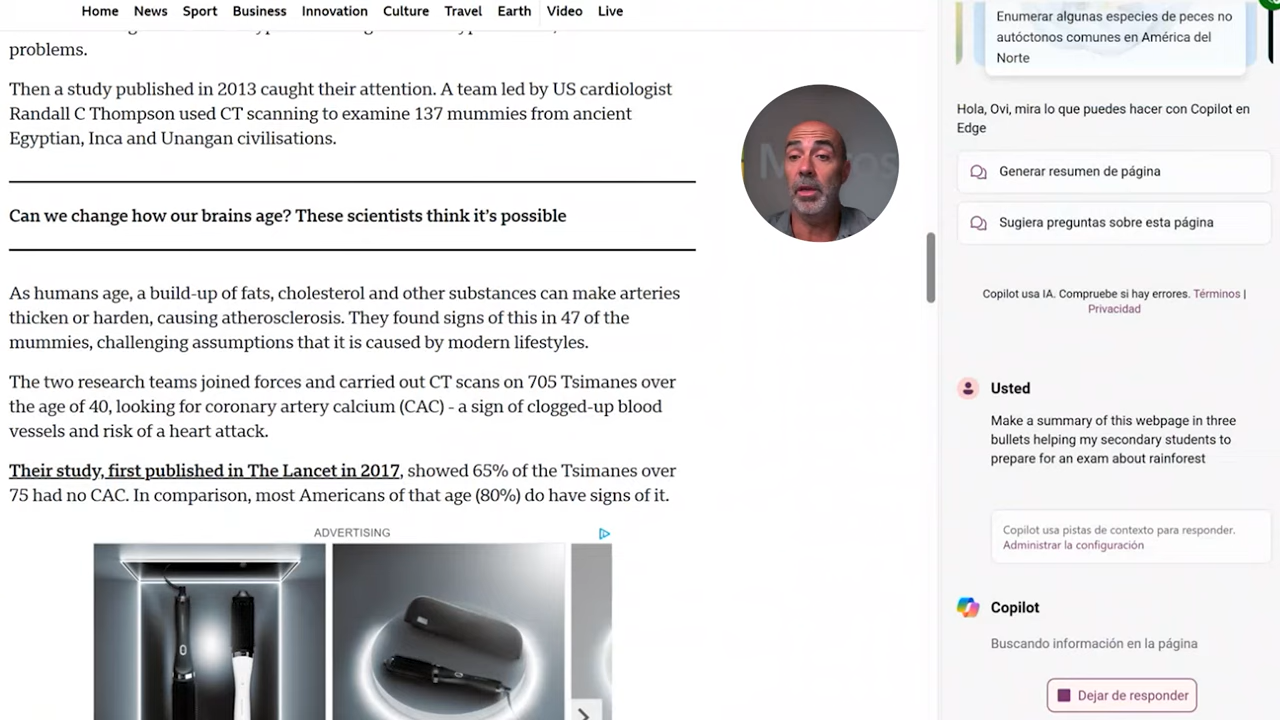 Home News Sport Business Innovation Culture Travel Earth Video Live
problems.
Then a study published in 2013 caught their attention. A team led by US cardiologist
Randall C Thompson used CT scanning to examine 137 mummies from ancient
Egyptian, Inca and Unangan civilisations.
Can we change how our brains age? These scientists think it's possible
As humans age, a build-up of fats, cholesterol and other substances can make arteries
thicken or harden, causing atherosclerosis. They found signs of this in 47 of the
mummies, challenging assumptions that it is caused by modern lifestyles.
The two research teams joined forces and carried out CT scans on 705 Tsimanes over
the age of 40, looking for coronary artery calcium (CAC) - a sign of clogged-up blood
vessels and risk of a heart attack.
Their study, first published in The Lancet in 2017, showed 65% of the Tsimanes over
75 had no CAC. In comparison, most Americans of that age (80%) do have signs of it.
ADVERTISING
Enumerar algunas especies de peces no
autóctonos comunes en América del
Norte
Hola, Ovi, mira lo que puedes hacer con Copilot en
Edge
Generar resumen de página
Sugiera preguntas sobre esta página
Copilot usa IA. Compruebe si hay errores. Términos |
Privacidad
Usted
Make a summary of this webpage in three
bullets helping my secondary students to
prepare for an exam about rainforest
Copilot usa pistas de contexto para responder.
Administrar la configuración
Copilot
Buscando información en la página
Dejar de responder